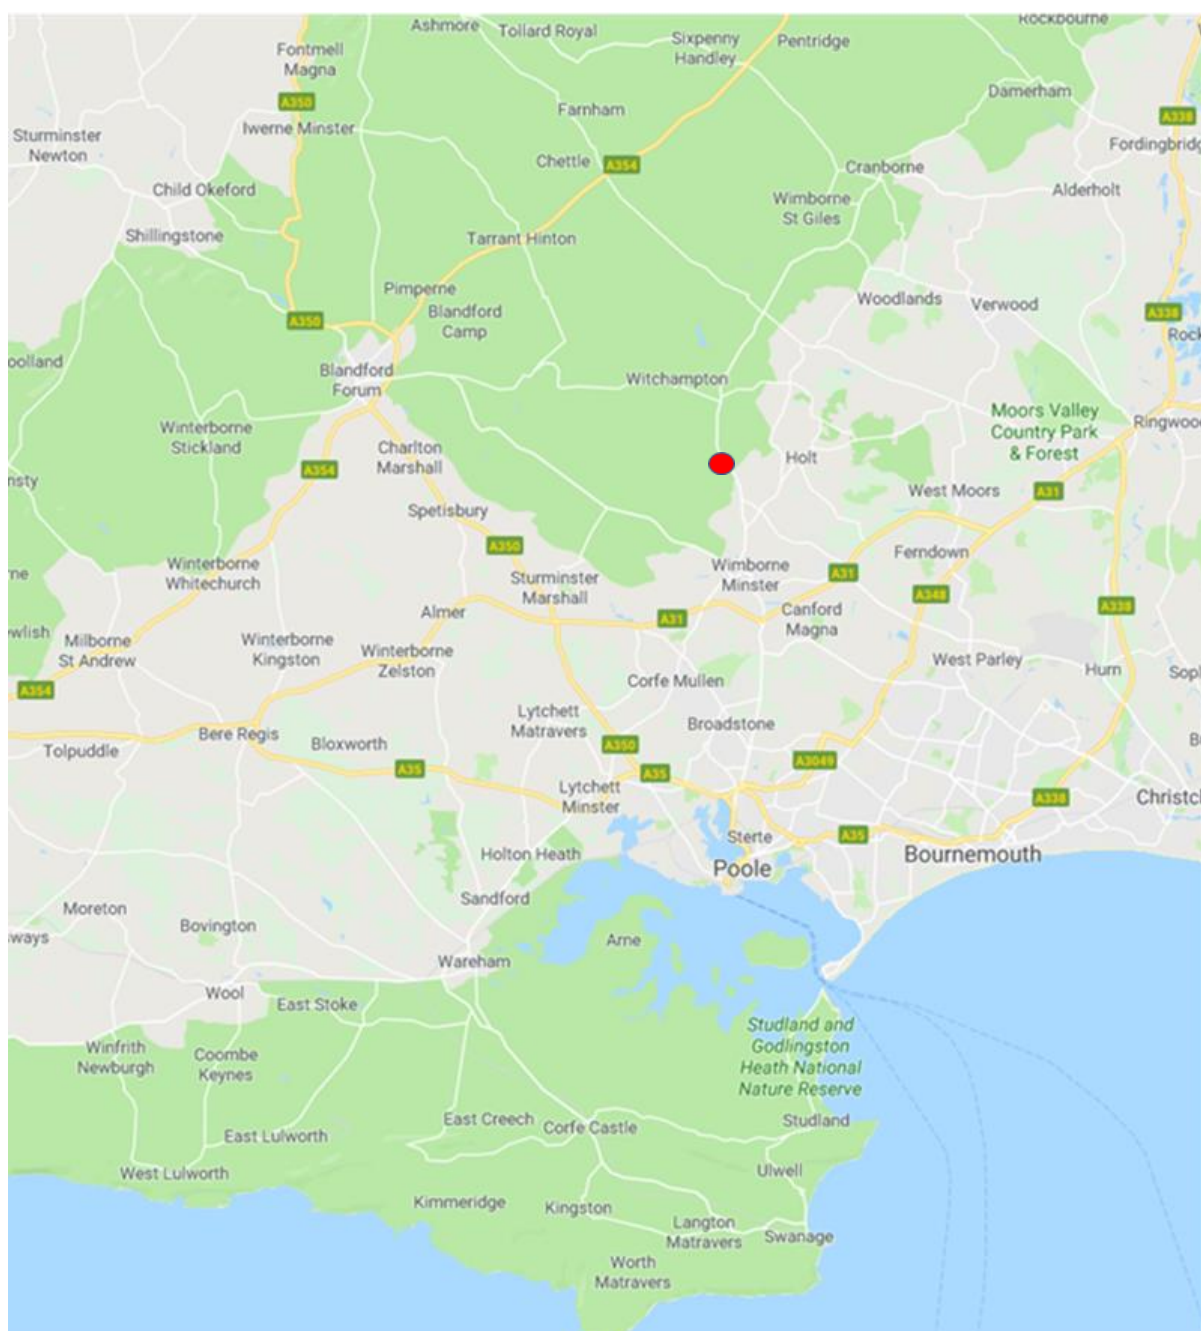 Rockbourne
Ashmore
Tollard Royal
Sixpenny
Handley
Pentridge
Fontmell
Magna
Damerham
A350
Farnham
A338
Iwerne Minster
Sturminster
Newton
Fordingbridg
Chettle
A354
Cranborne
Child Okeford
Alderholt
Wimborne
St Giles
Shillingstone
Tarrant Hinton
Pimperne
Woodlands
Verwood
Blandford
Camp
A350
A338
Rock
oolland
Blandford
Forum
Witchampton
Moors Valley
Country Park
& Forest
Ringwoo
Winterborne
Stickland
Charlton
Marshall
Holt
A354
nsty
West Moors
A31
Spetisbury
A350
Ferndown
Winterborne
Whitechurch
Wimborne
Minster
A31
ne
Sturminster
Marshall
A348
A338
Almer
A31
Canford
Magna
wlish
Milborne
St Andrew
Winterborne
Kingston
Winterborne
Zelston
West Parley
Hurn
Sopl
A354
Corfe Mullen
Lytchett
Matravers
Broadstone
Bere Regis
Tolpuddle
Bloxworth
A350
B
A35
A35
A3049
Lytchett
Minster
A338
Christcl
Sterte
A35
Holton Heath
Poole
Bournemouth
Sandford
Moreton
Bovington
ways
Arne
Wareham
Wool
East Stoke
Studland and
Godlingston
Heath National
Nature Reserve
Winfrith
Newburgh
Coombe
Keynes
East Creech
Corfe Castle
Studland
East Lulworth
West Lulworth
Ulwell
Kimmeridge
Kingston
Langton
Matravers
Swanage
Worth
Matravers